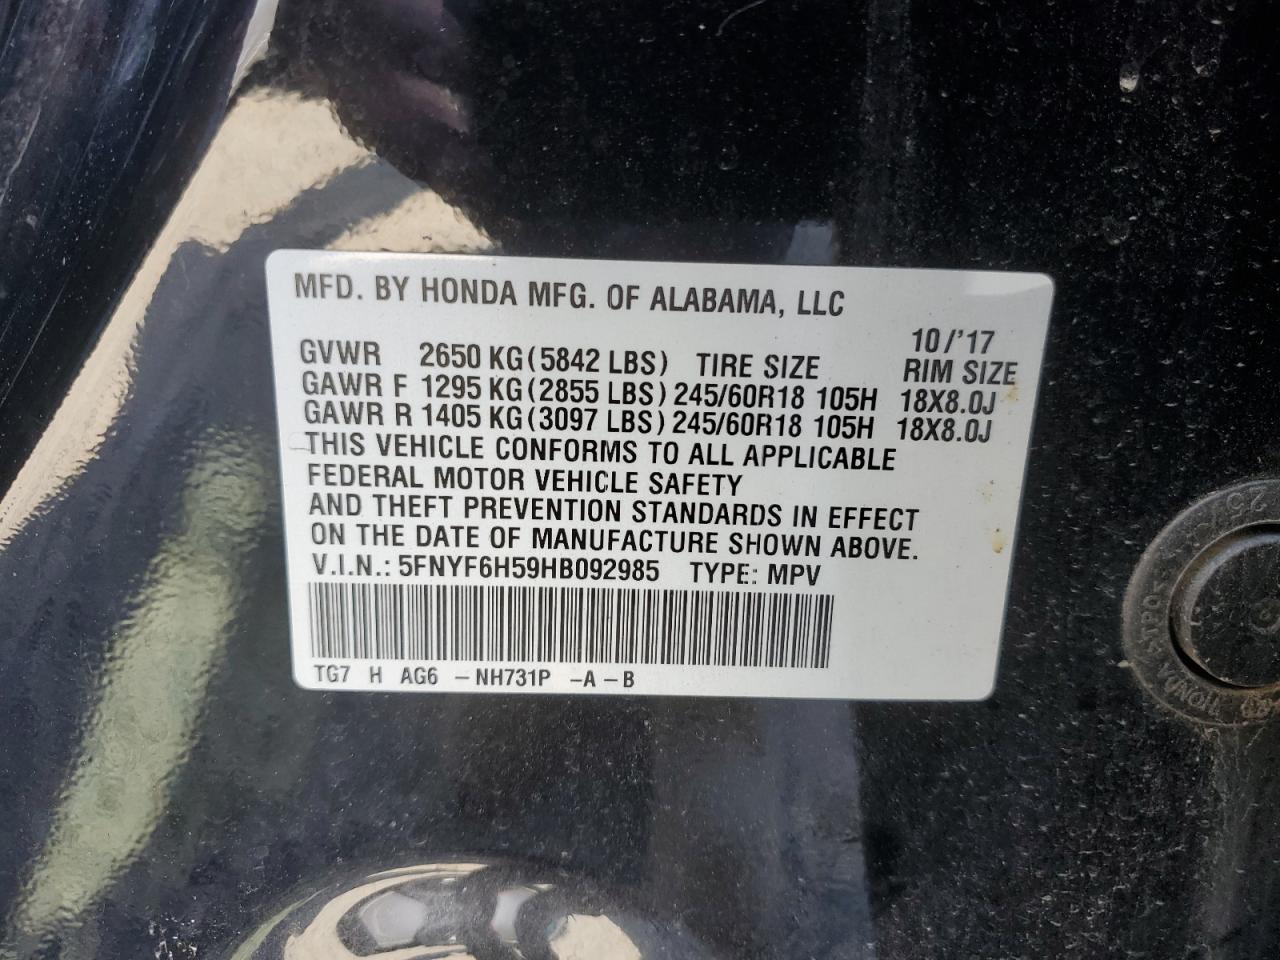 MFD. BY HONDA MFG. OF ALABAMA, LLC
10/'17
GVWR 2650 KG(5842 LBS) TIRE SIZE RIM SIZE
GAWR F 1295 KG(2855 LBS) 245/60R18 105H 18X8.0J
GAWR R 1405 KG(3097 LBS) 245/60R18 105H 18X8.0J
THIS VEHICLE CONFORMS TO ALL APPLICABLE
FEDERAL MOTOR VEHICLE SAFETY
AND THEFT PREVENTION STANDARDS IN EFFECT
ON THE DATE OF MANUFACTURE SHOWN ABOVE.
V.I.N.: 5FNYF6H59HB092985 TYPE: MPV
TG7 H AG6 -NH731P -A -B
HONDA